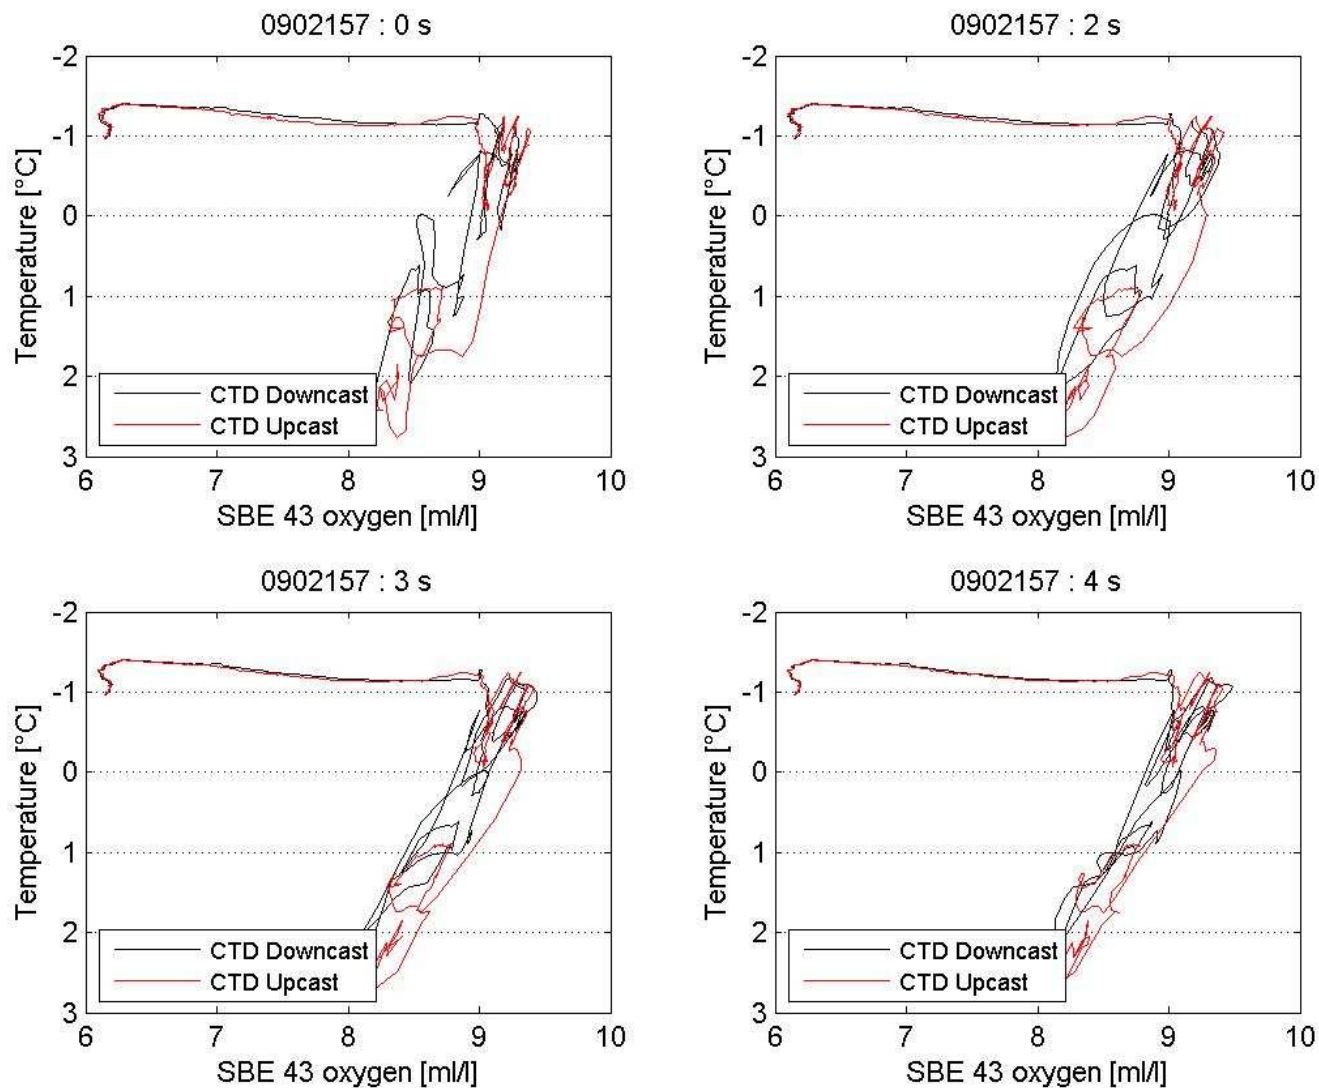 0902157 : 0 s
-2
-1
0
1
2
3
Temperature [°C]
CTD Downcast
CTD Upcast
6 7 8 9 10
SBE 43 oxygen [ml/l]
0902157 : 2 s
-2
-1
0
1
2
3
Temperature [°C]
CTD Downcast
CTD Upcast
6 7 8 9 10
SBE 43 oxygen [ml/l]
0902157 : 3 s
-2
-1
0
1
2
3
Temperature [°C]
CTD Downcast
CTD Upcast
6 7 8 9 10
SBE 43 oxygen [ml/l]
0902157 : 4 s
-2
-1
0
1
2
3
Temperature [°C]
CTD Downcast
CTD Upcast
6 7 8 9 10
SBE 43 oxygen [ml/l]